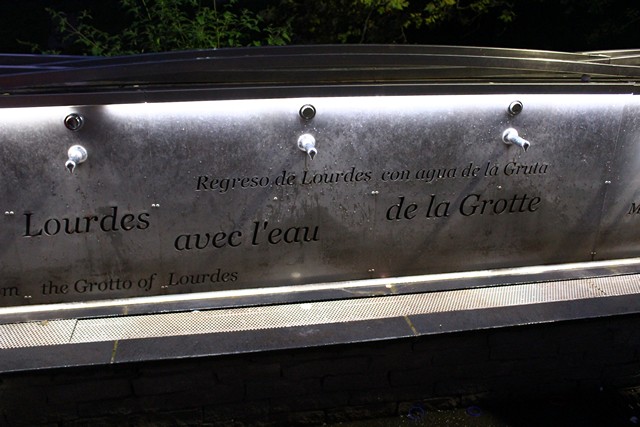 Regreso de Lourdes con agua de la Gruta
Lourdes avec l'eau de la Grotte
the Grotto of Lourdes